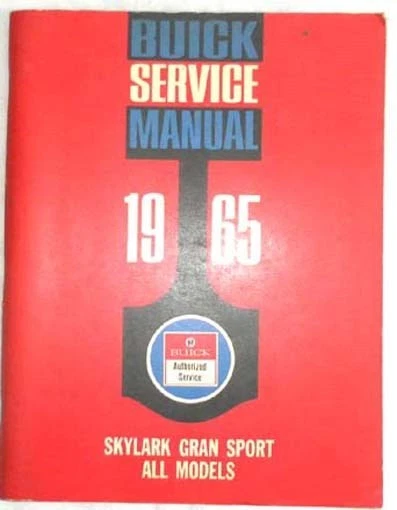 BUICK
SERVICE
MANUAL
19 65
BUICK
Authorized
Service
SKYLARK GRAN SPORT
ALL MODELS